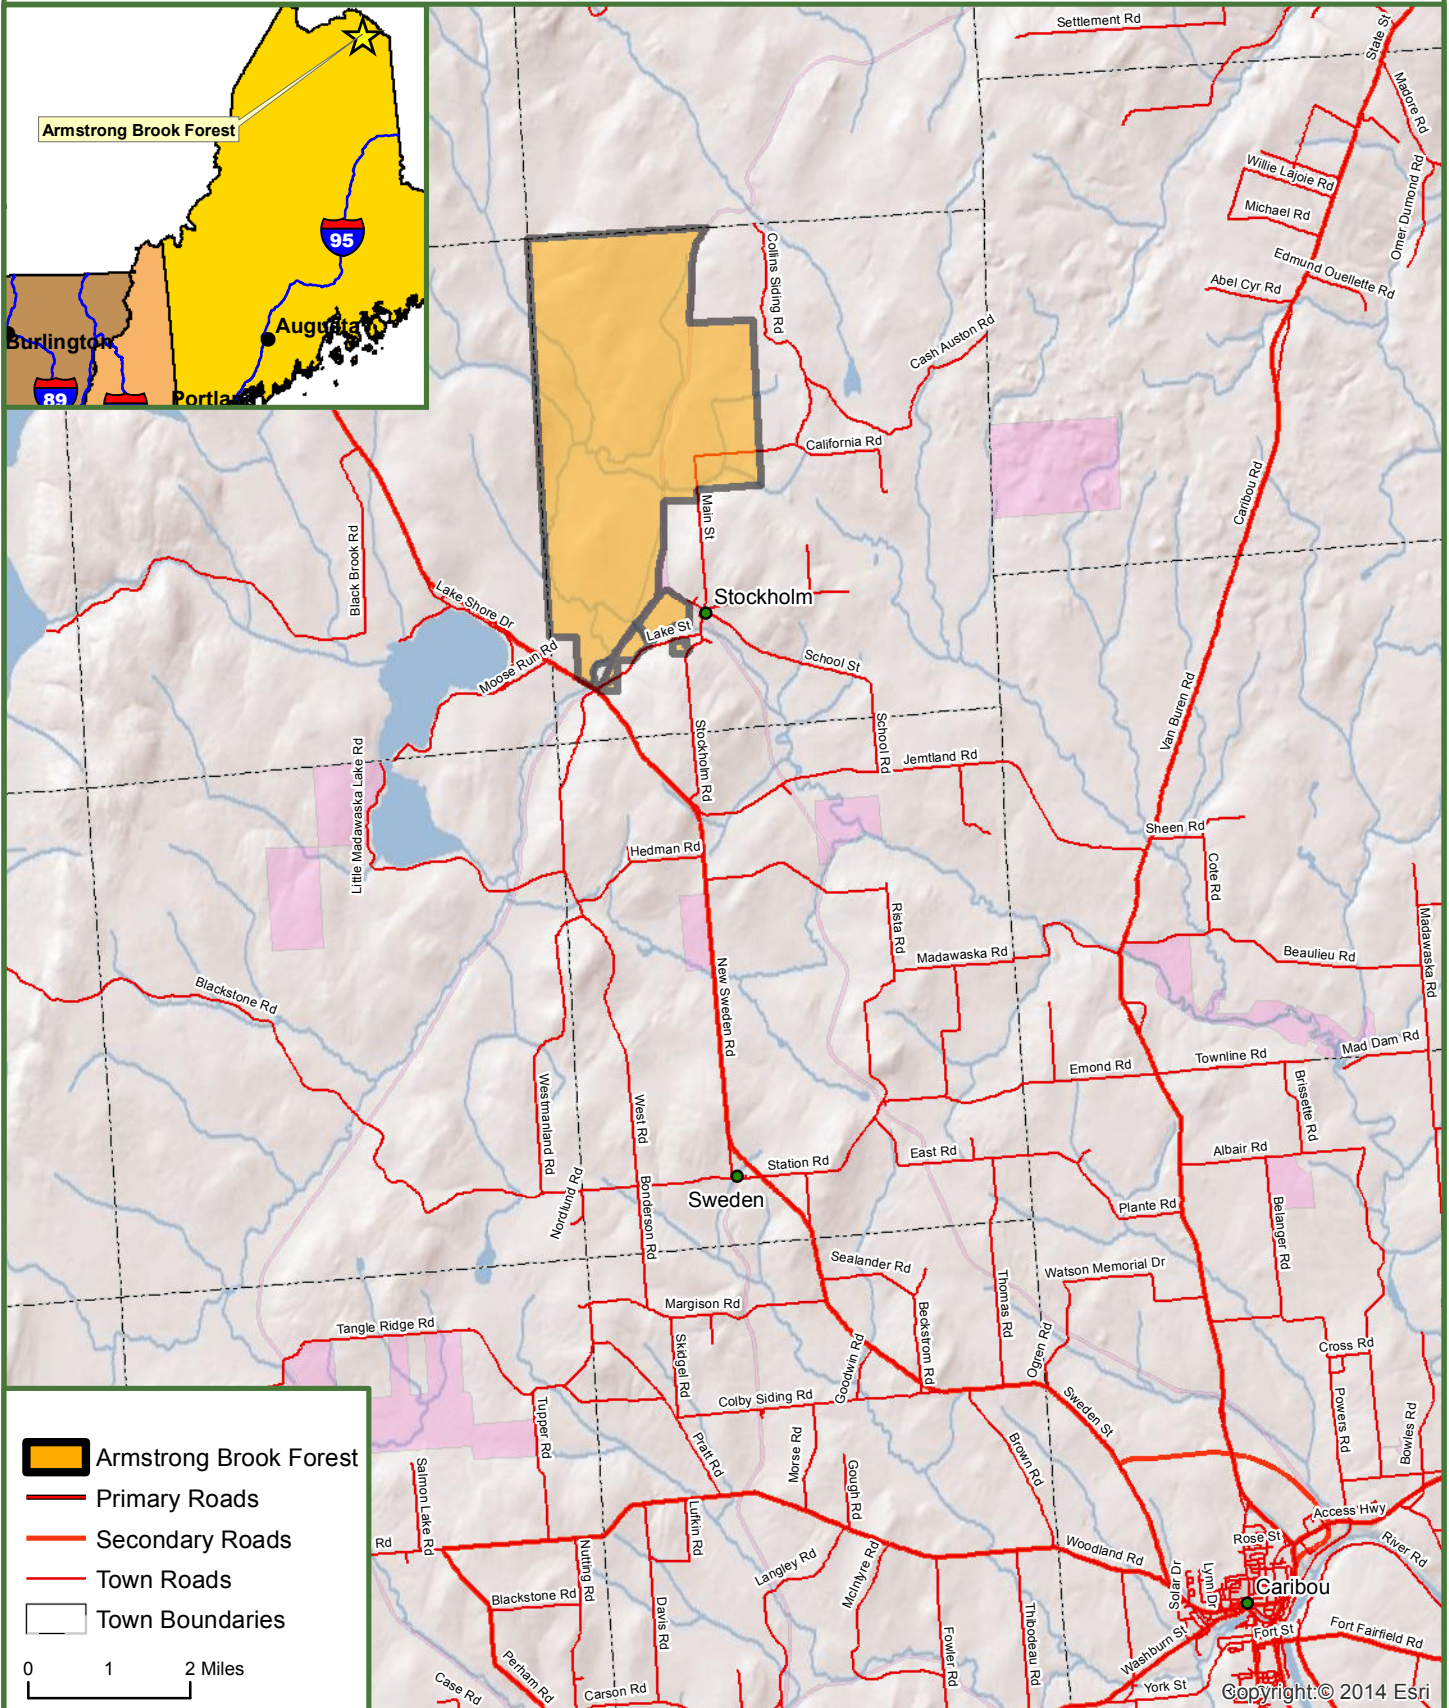 Armstrong Brook Forest
95
Augusta
Burlington
89
Portlan
Settlement Rd
State St
Madore Rd
Willie Lajoie Rd
Michael Rd
Omer Dumond Rd
Edmund Ouellette Rd
Abel Cyr Rd
Collins Siding Rd
Cash Auston Rd
California Rd
Caribou Rd
Main St
Black Brook Rd
Lake Shore Dr
Stockholm
Lake St
Moose Run Rd
School St
Van Buren Rd
Stockholm Rd
School Rd
Jemtland Rd
Little Madawaska Lake Rd
Sheen Rd
Hedman Rd
Cote Rd
Rista Rd
Madawaska Rd
Madawaska Rd
Beaulieu Rd
Blackstone Rd
New Sweden Rd
Mad Dam Rd
Townline Rd
Emond Rd
Brissette Rd
Westmanland Rd
West Rd
Station Rd
East Rd
Albair Rd
Nordlund Rd
Bonderson Rd
Sweden
Plante Rd
Belanger Rd
Sealander Rd
Watson Memorial Dr
Thomas Rd
Margison Rd
Beckstrom Rd
Tangle Ridge Rd
Skidgel Rd
Goodwin Rd
Ogren Rd
Cross Rd
Colby Siding Rd
Sweden St
Powers Rd
Bowles Rd
Tupper Rd
Pratt Rd
Morse Rd
Brown Rd
Salmon Lake Rd
Gough Rd
Access Hwy
Lufkin Rd
Rose St
River Rd
Rd
Nutting Rd
Langley Rd
McIntyre Rd
Woodland Rd
Solar Dr
Lynn Dr
Caribou
Blackstone Rd
Davis Rd
Thibodeau Rd
Fowler Rd
Washburn St
Fort St
Fort Fairfield Rd
Perham Rd
Case Rd
Carson Rd
York St
Armstrong Brook Forest
Primary Roads
Secondary Roads
Town Roads
Town Boundaries
0 1 2 Miles
Copyright:© 2014 Esri